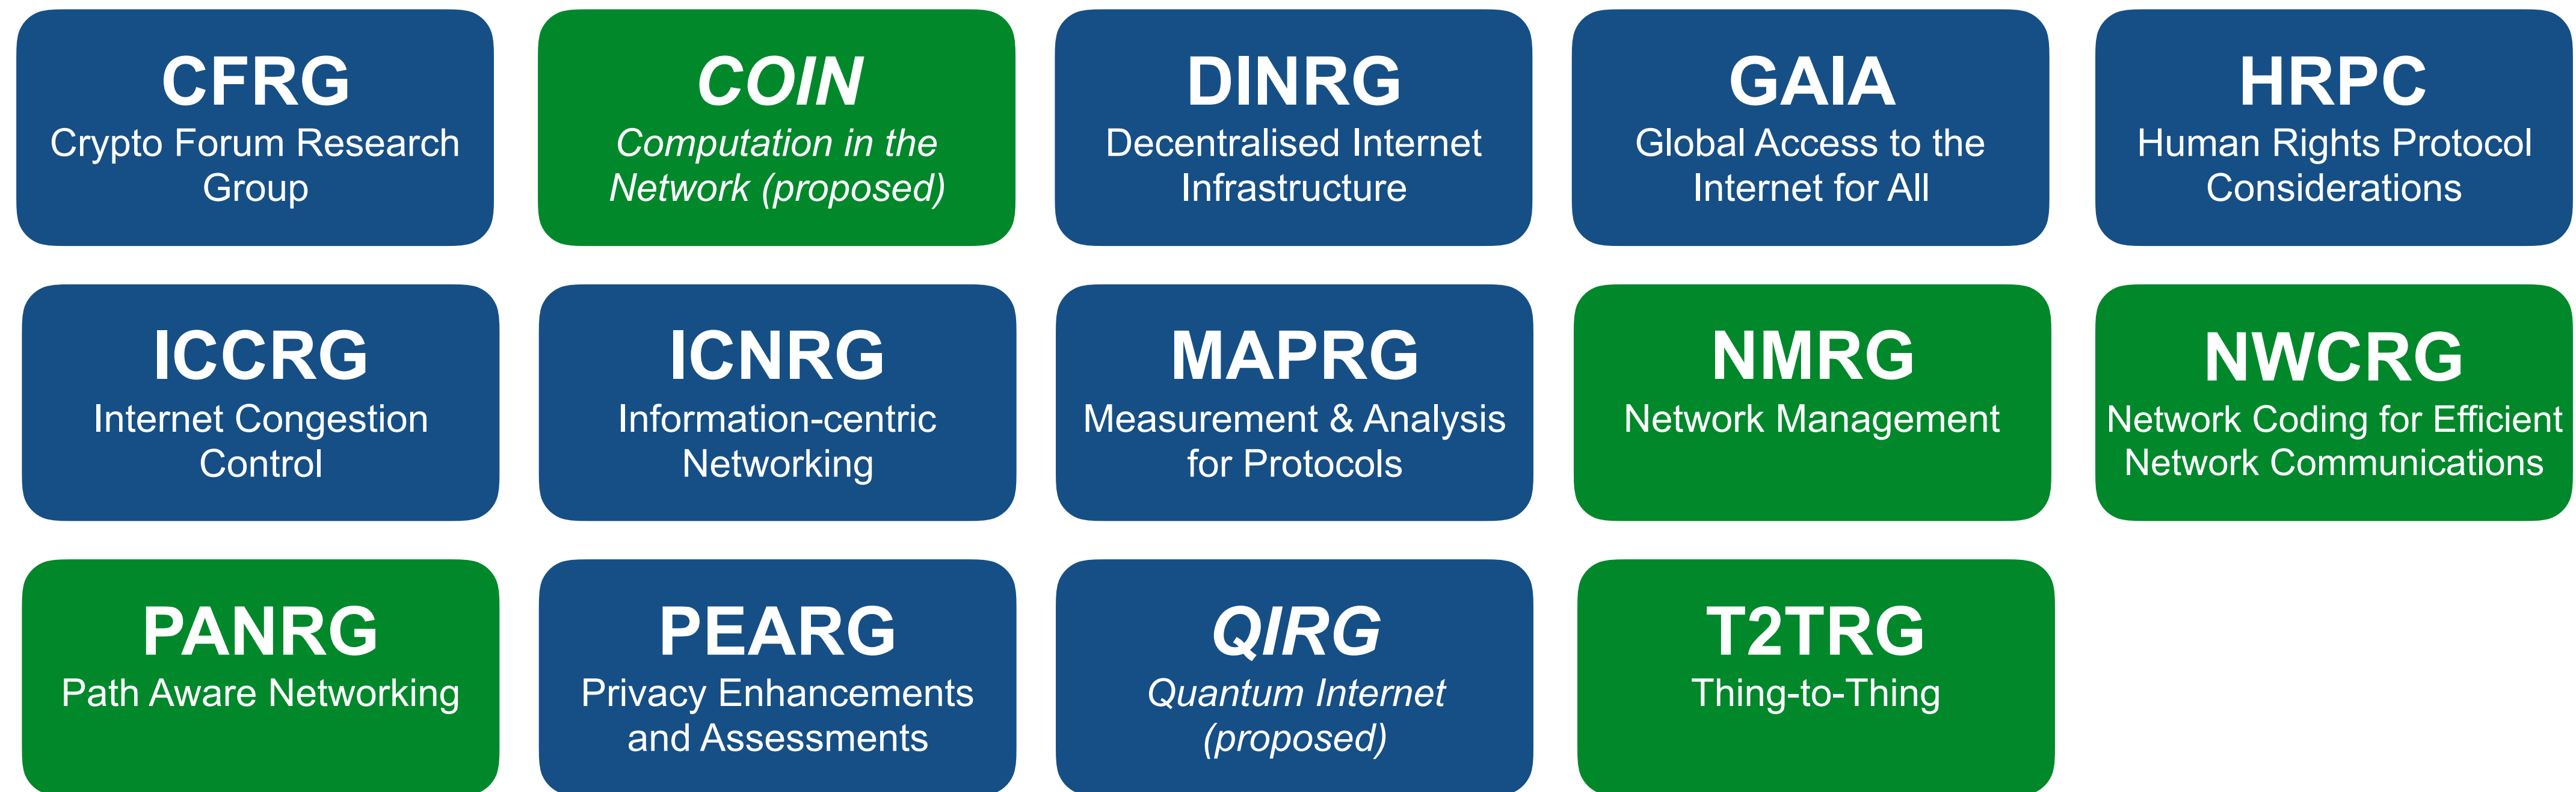 CFRG
Crypto Forum Research
Group
COIN
Computation in the
Network (proposed)
DINRG
Decentralised Internet
Infrastructure
GAIA
Global Access to the
Internet for All
HRPC
Human Rights Protocol
Considerations
ICCRG
Internet Congestion
Control
ICNRG
Information-centric
Networking
MAPRG
Measurement & Analysis
for Protocols
NMRG
Network Management
NWCRG
Network Coding for Efficient
Network Communications
PANRG
Path Aware Networking
PEARG
Privacy Enhancements
and Assessments
QIRG
Quantum Internet
(proposed)
T2TRG
Thing-to-Thing